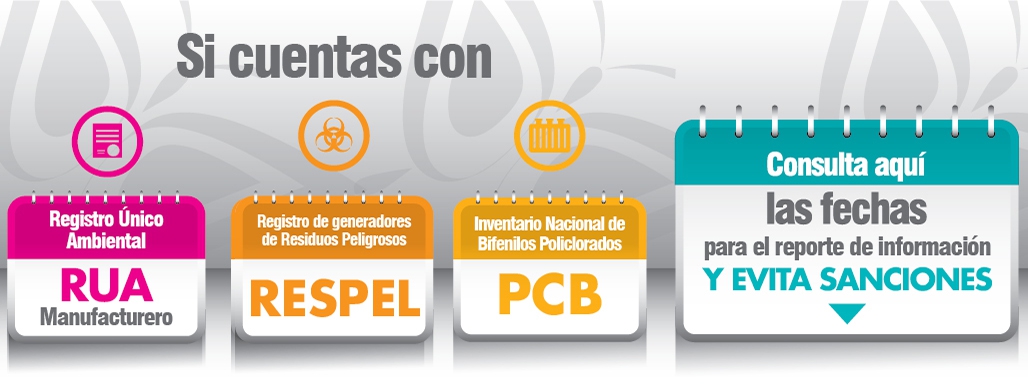 Si cuentas con
Registro Único
Ambiental
RUA
Manufacturero
Registro de generadores
de Residuos Peligrosos
RESPEL
Inventario Nacional de
Bifenilos Policlorados
PCB
Consulta aquí
las fechas
para el reporte de información
Y EVITA SANCIONES